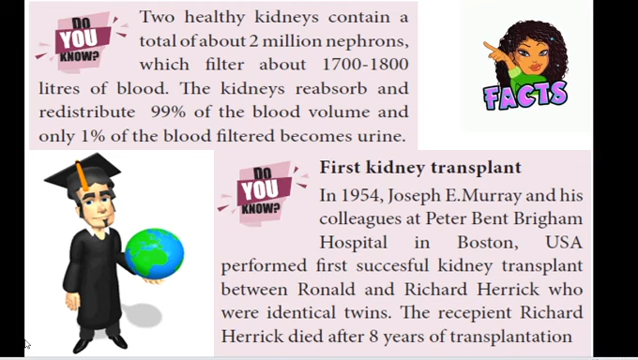 DO
YOU
KNOW?
Two healthy kidneys contain a
total of about 2 million nephrons,
which filter about 1700-1800
litres of blood. The kidneys reabsorb and
redistribute 99% of the blood volume and
only 1% of the blood filtered becomes urine.
FACTS
DO
YOU
KNOW?
First kidney transplant
In 1954, Joseph E.Murray and his
colleagues at Peter Bent Brigham
Hospital in Boston, USA
performed first succesful kidney transplant
between Ronald and Richard Herrick who
were identical twins. The recepient Richard
Herrick died after 8 years of transplantation